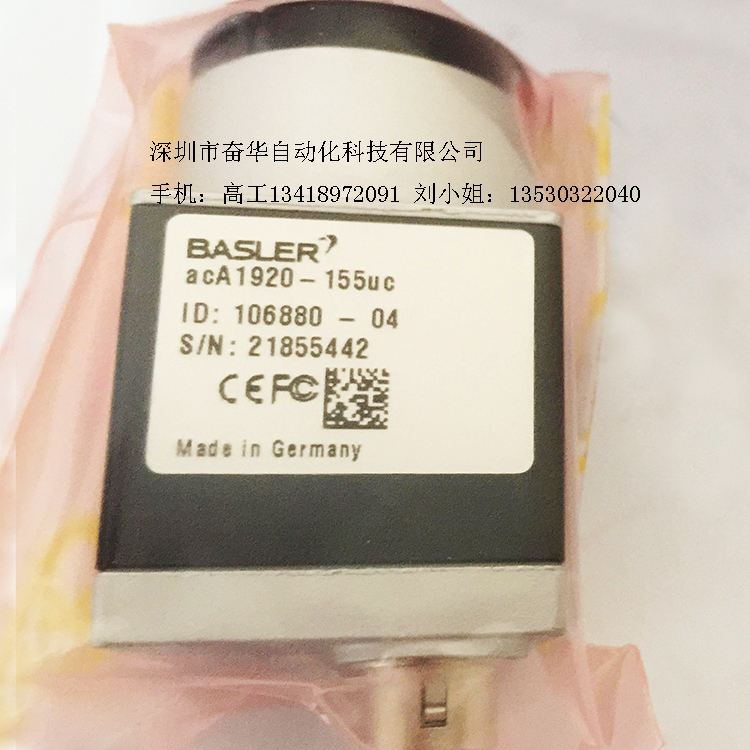 深圳市奋华自动化科技有限公司
手机：高工13418972091 刘小姐：13530322040
BASLER
acA1920-155uc
ID: 106880 - 04
S/N: 21855442
CE FC
Made in Germany